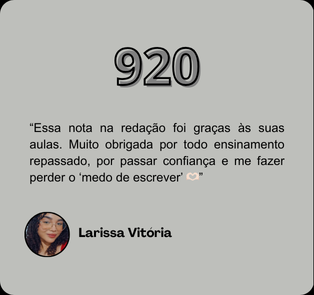 920
“Essa nota na redação foi graças às suas
aulas. Muito obrigada por todo ensinamento
repassado, por passar confiança e me fazer
perder o ‘medo de escrever’ 🫶🏻”
Larissa Vitória